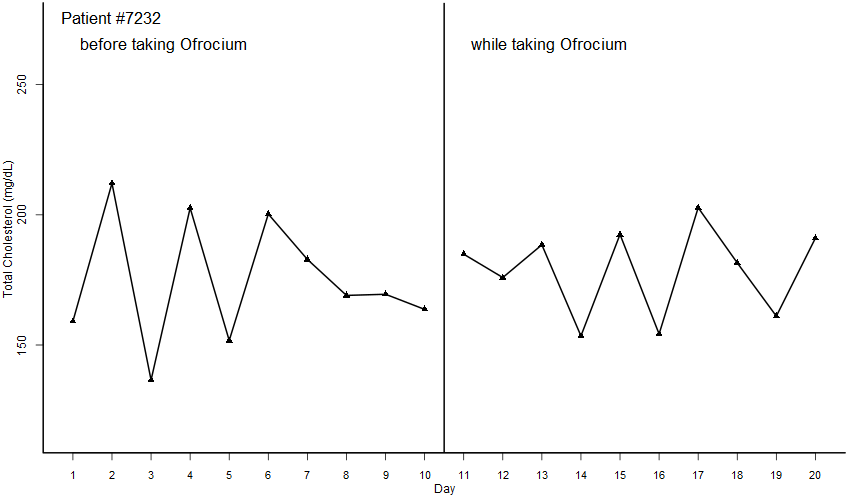 Patient #7232
before taking Ofrocium
while taking Ofrocium
Total Cholesterol (mg/dL)
250
200
150
1 2 3 4 5 6 7 8 9 10 11 12 13 14 15 16 17 18 19 20
Day